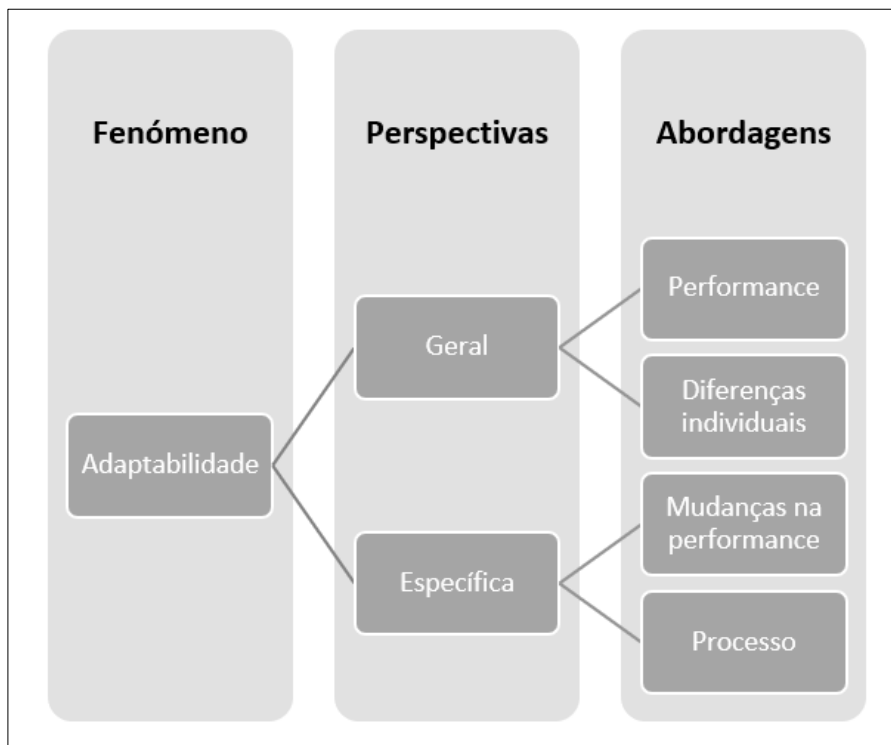 Fenómeno
Perspectivas
Abordagens
Adaptabilidade
Geral
Específica
Performance
Diferenças
individuais
Mudanças na
performance
Processo